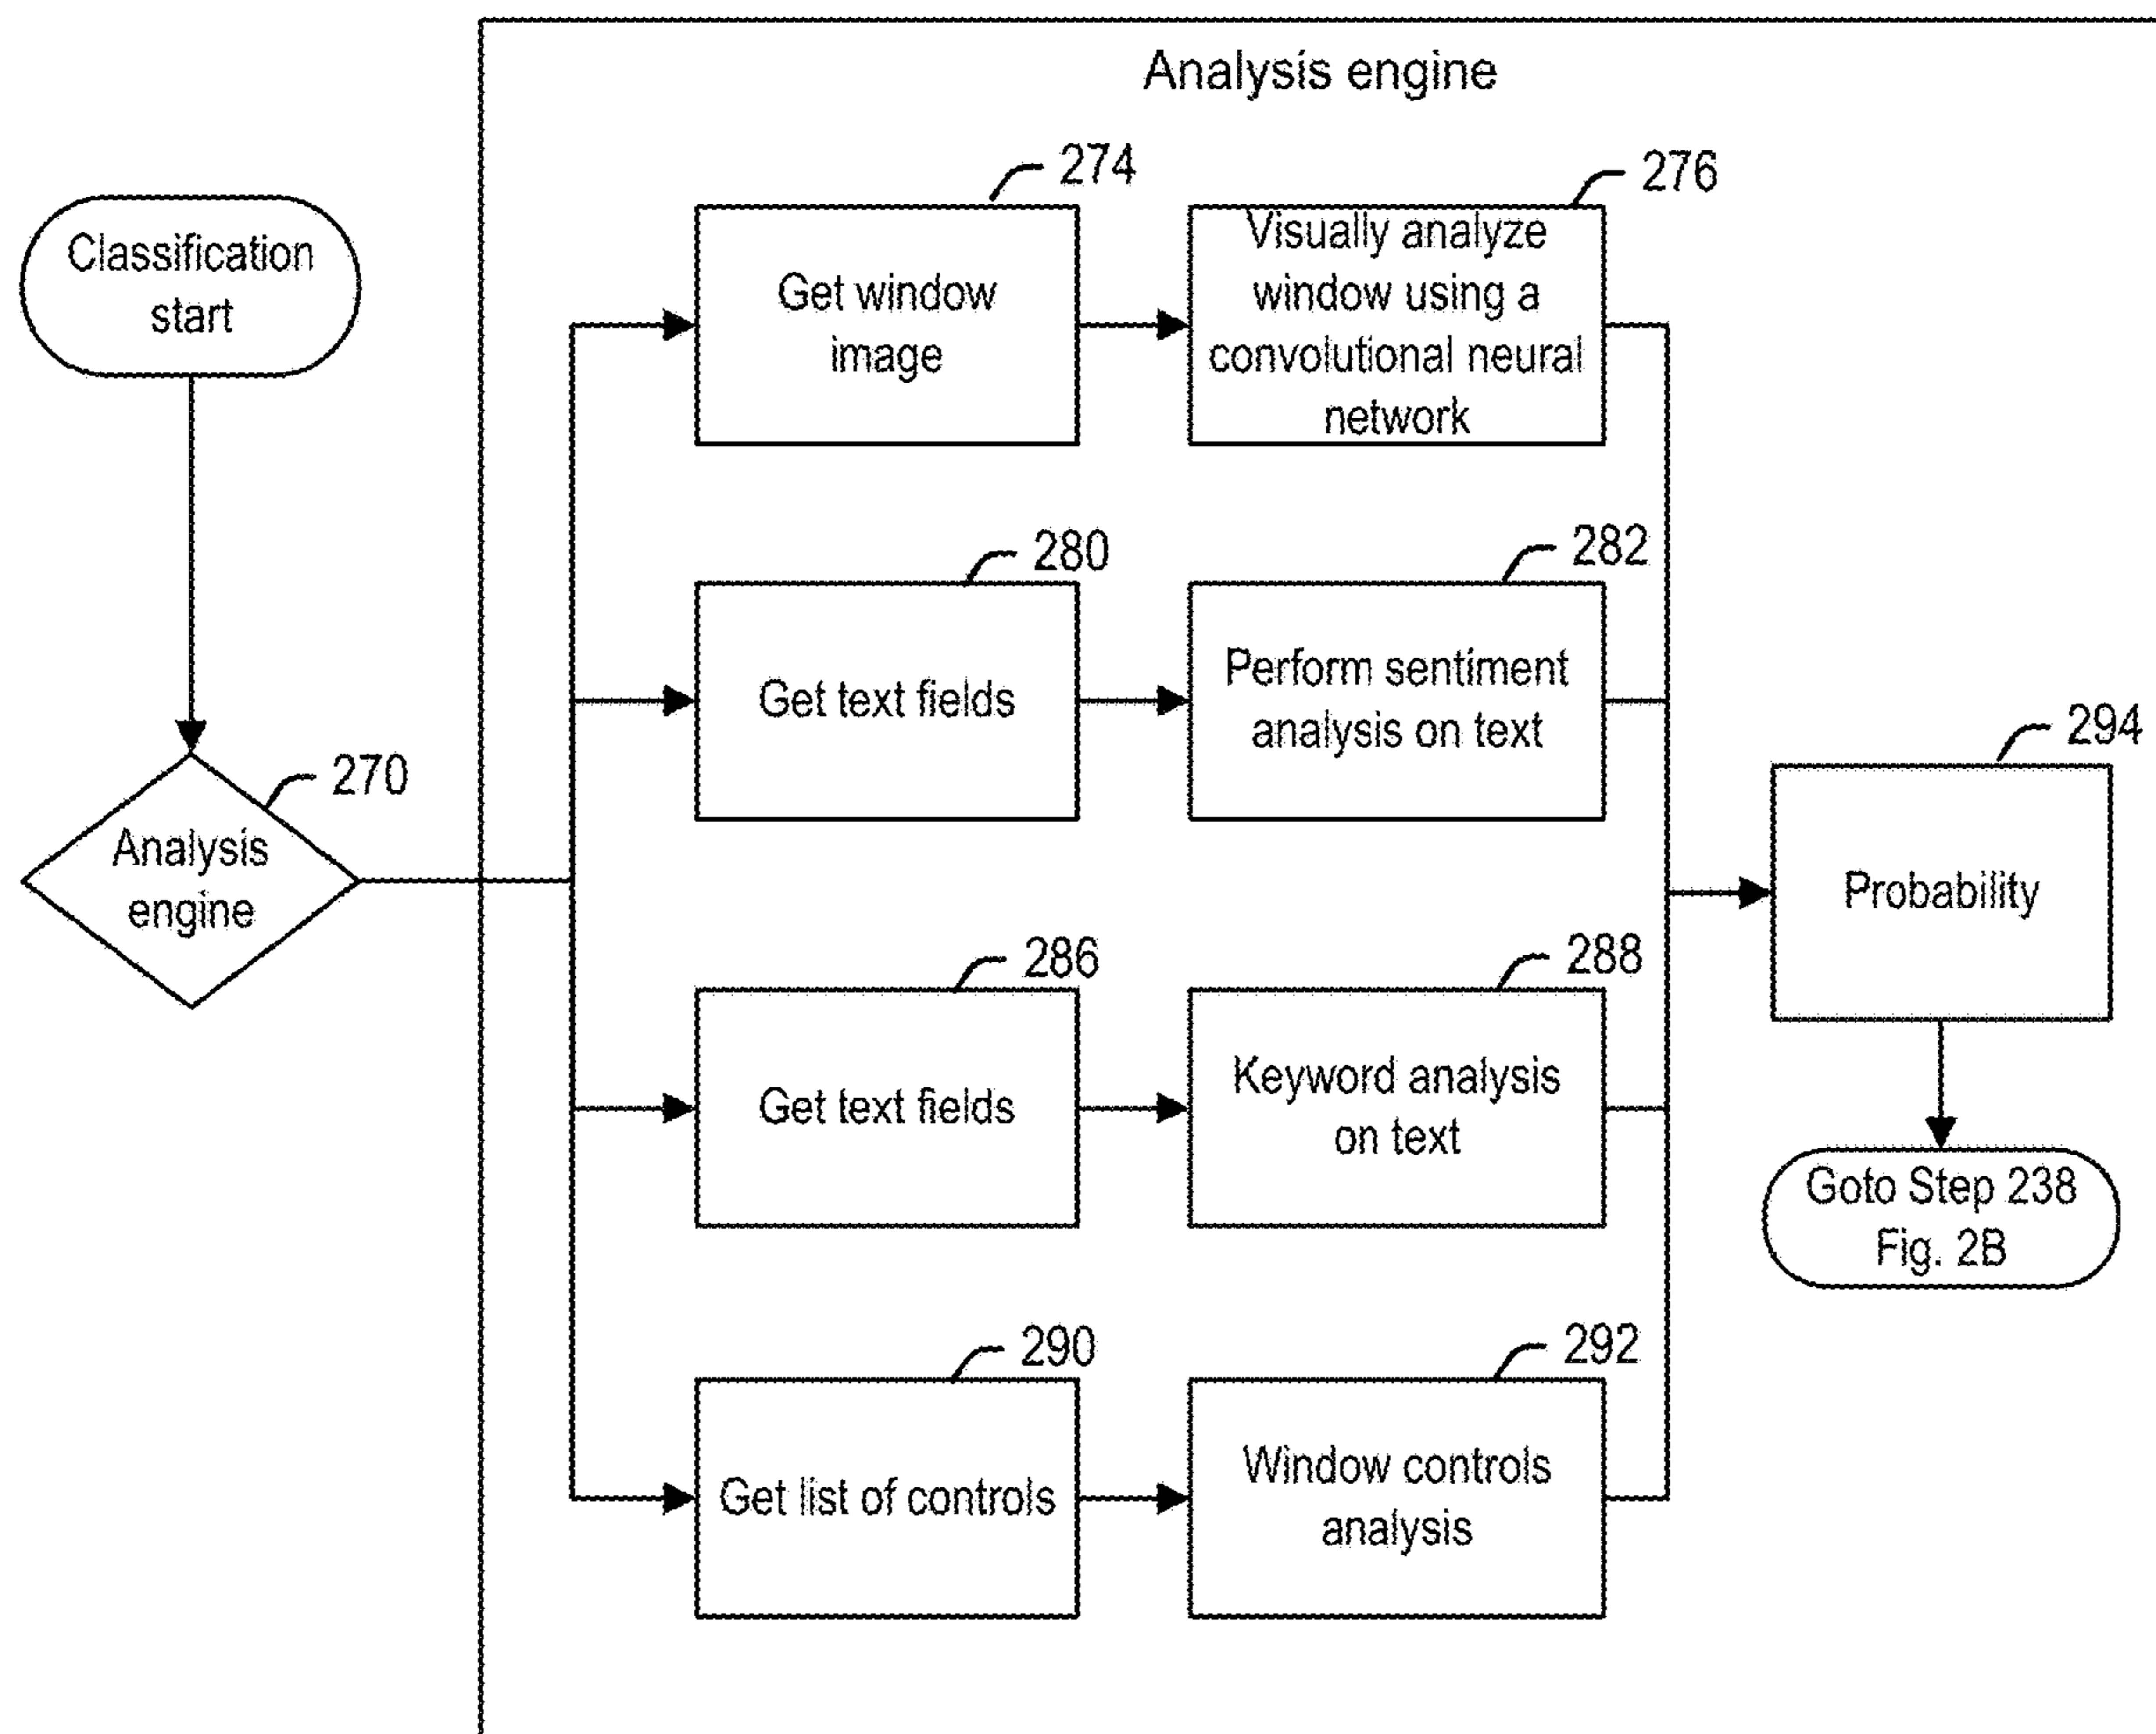 Analysis engine
Classification
start
270
Analysis
engine
274
Get window
image
276
Visually analyze
window using a
convolutional neural
network
280
Get text fields
282
Perform sentiment
analysis on text
286
Get text fields
288
Keyword analysis
on text
290
Get list of controls
292
Window controls
analysis
294
Probability
Goto Step 238
Fig. 2B